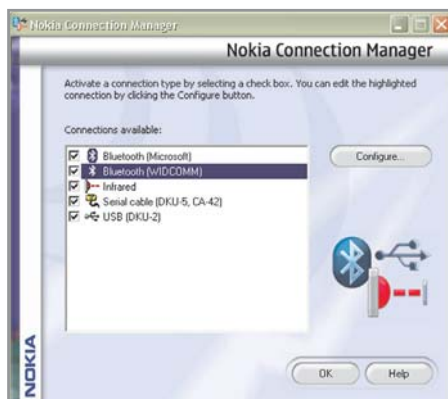 Nokia Connection Manager
Nokia Connection Manager
Activate a connection type by selecting a check box. You can edit the highlighted
connection by clicking the Configure button.
Connections available:
Bluetooth (Microsoft)
Configure...
Bluetooth (WIDCOMM)
Infrared
Serial cable (DKU-5, CA-42)
USB (DKU-2)
NOKIA
OK
Help